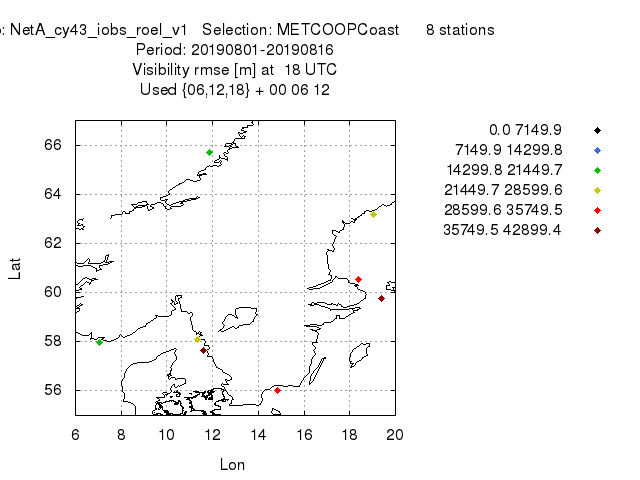 : NetA_cy43_iobs_roel_v1 Selection: METCOOPCoast 8 stations
Period: 20190801-20190816
Visibility rmse [m] at 18 UTC
Used {06,12,18} + 00 06 12
0.0 7149.9
7149.9 14299.8
14299.8 21449.7
21449.7 28599.6
28599.6 35749.5
35749.5 42899.4
Lat
66
64
62
60
58
56
6 8 10 12 14 16 18 20
Lon